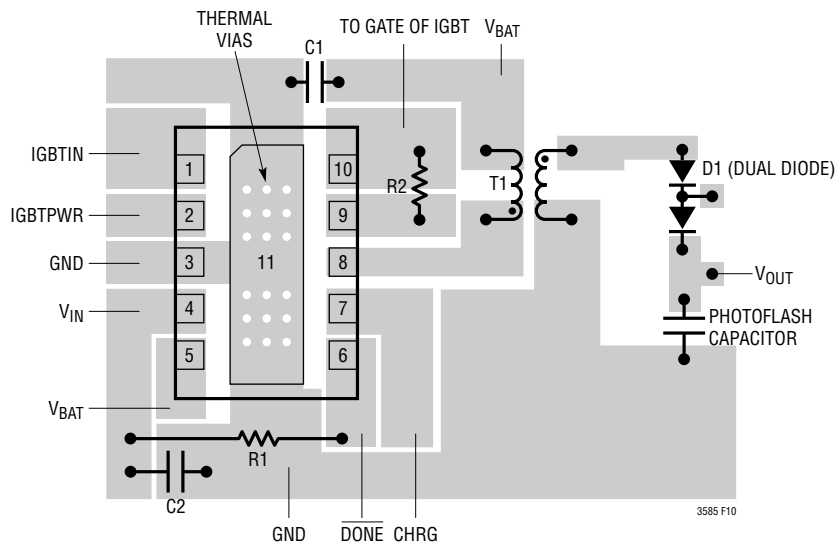 THERMAL
VIAS
TO GATE OF IGBT
V_BAT
C1
IGBTIN
1
10
R2
T1
D1 (DUAL DIODE)
IGBTPWR
2
9
GND
3
11
8
V_OUT
V_IN
4
7
PHOTOFLASH
CAPACITOR
5
6
V_BAT
R1
C2
3585 F10
GND
D̅O̅N̅E̅
CHRG